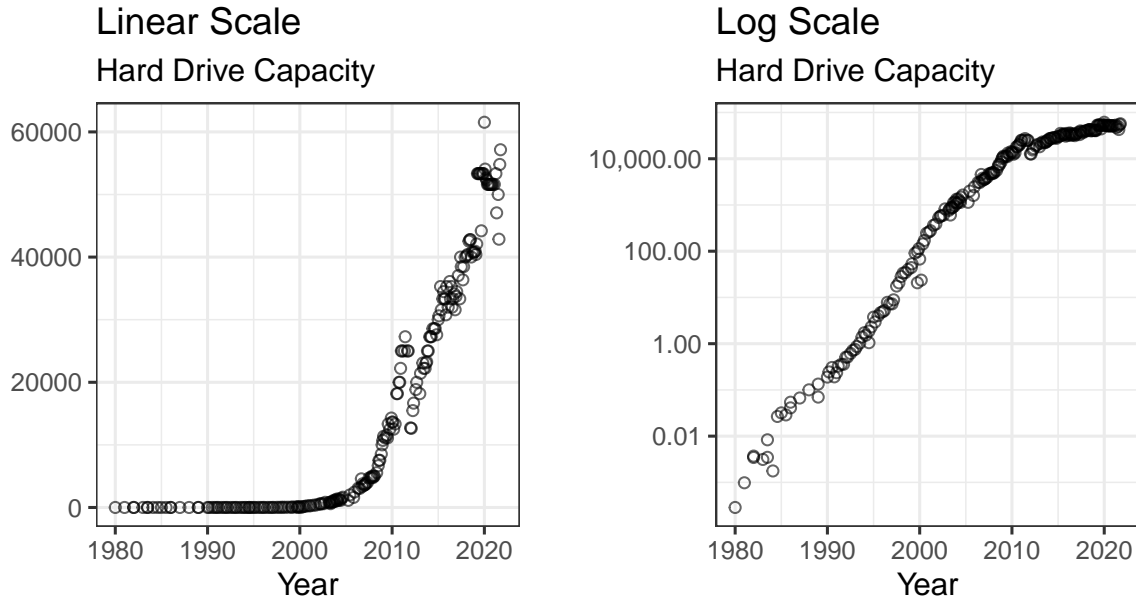 Linear Scale
Hard Drive Capacity
60000
40000
20000
0
1980 1990 2000 2010 2020
Year
Log Scale
Hard Drive Capacity
10,000.00
100.00
1.00
0.01
1980 1990 2000 2010 2020
Year